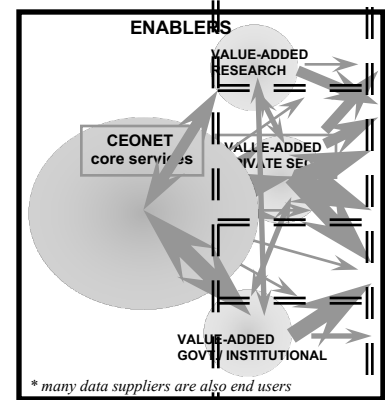 ENABLERS
VALUE-ADDED
RESEARCH
CEONET
core services
VALUE-ADDED
VALUE-ADDED
GOVT./ INSTITUTIONAL
* many data suppliers are also end users